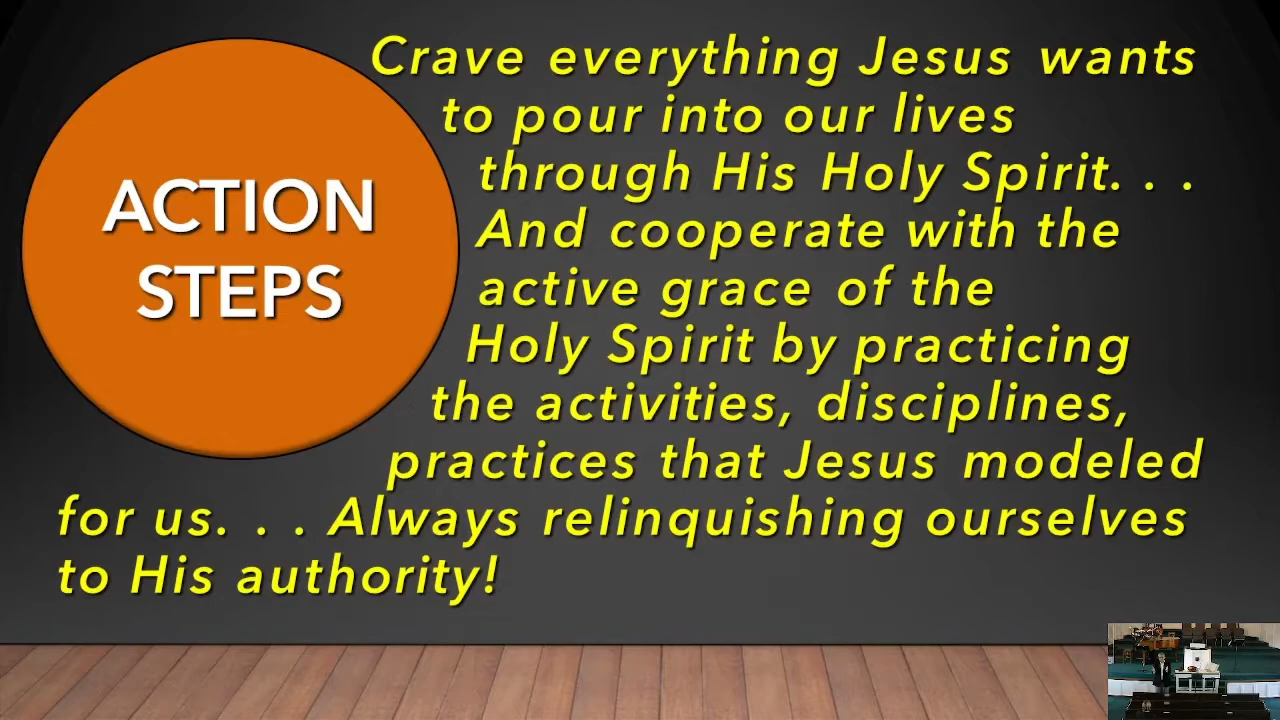 ACTION
STEPS
Crave everything Jesus wants
to pour into our lives
through His Holy Spirit. . .
And cooperate with the
active grace of the
Holy Spirit by practicing
the activities, disciplines,
practices that Jesus modeled
for us. . . Always relinquishing ourselves
to His authority!